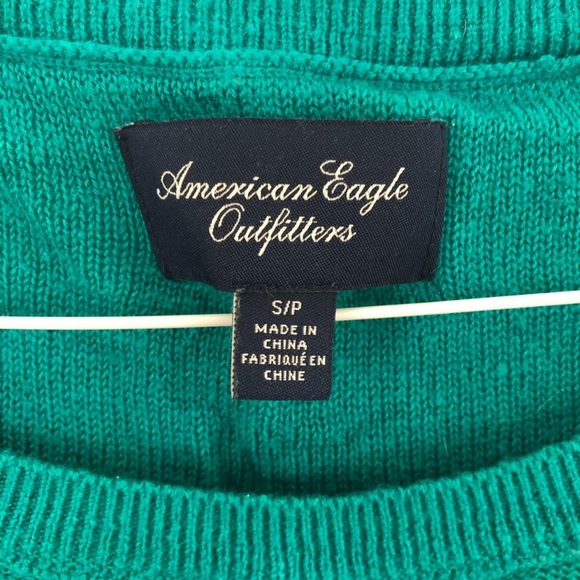 American Eagle
Outfitters
S/P
MADE IN
CHINA
FABRIQUÉ EN
CHINE